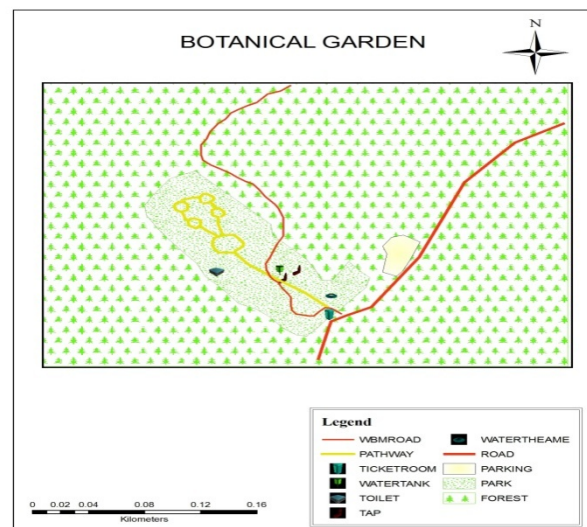 N
BOTANICAL GARDEN
Legend
WBMROAD
WATERTHEAME
PATHWAY
ROAD
TICKETROOM
PARKING
WATERTANK
PARK
TOILET
FOREST
TAP
0 0.02 0.04 0.08 0.12 0.16
Kilometers